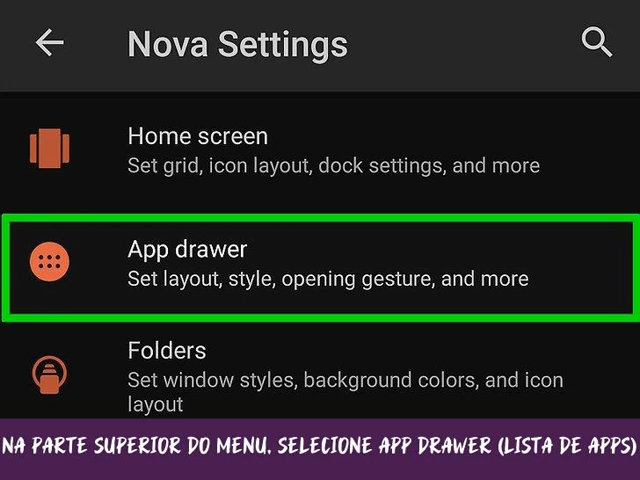 Nova Settings
Home screen
Set grid, icon layout, dock settings, and more
App drawer
Set layout, style, opening gesture, and more
Folders
Set window styles, background colors, and icon
layout
NA PARTE SUPERIOR DO MENU, SELECIONE APP DRAWER (LISTA DE APPS)